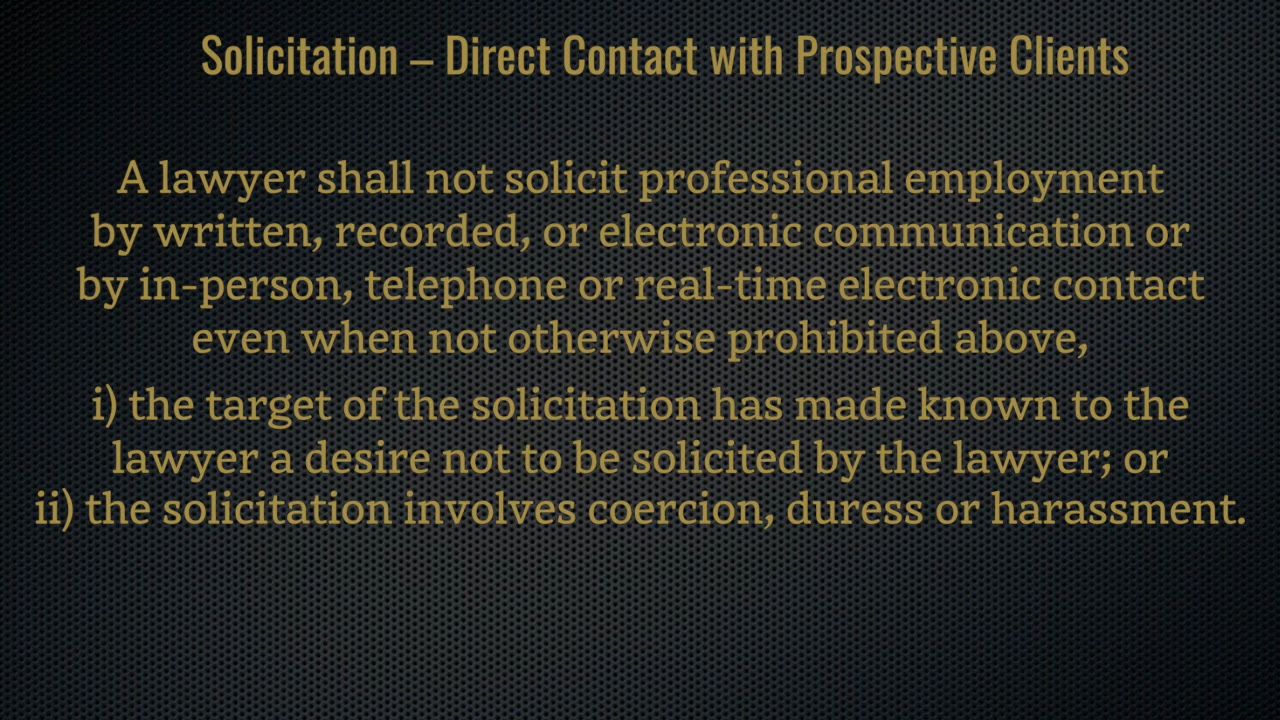 Solicitation – Direct Contact with Prospective Clients
A lawyer shall not solicit professional employment
by written, recorded, or electronic communication or
by in-person, telephone or real-time electronic contact
even when not otherwise prohibited above,
i) the target of the solicitation has made known to the
lawyer a desire not to be solicited by the lawyer; or
ii) the solicitation involves coercion, duress or harassment.